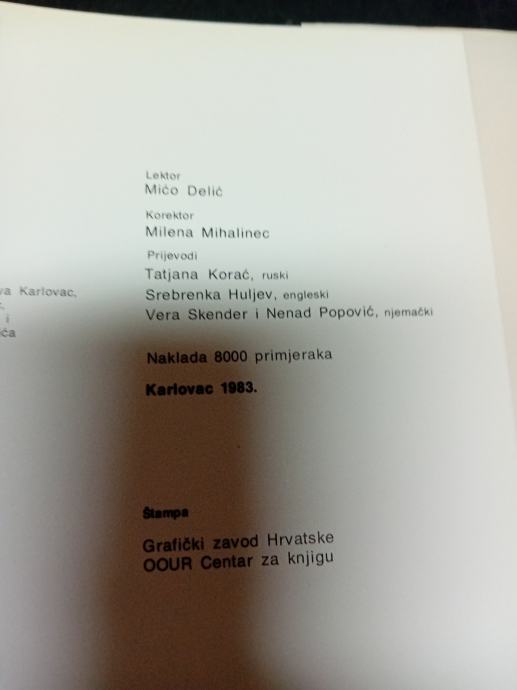 Lektor
Mićo Delić
Korektor
Milena Mihalinec
Prijevodi
Tatjana Korać, ruski
Srebrenka Huljev, engleski
Vera Skender i Nenad Popović, njemački
Naklada 8000 primjeraka
Karlovac 1983.
Štampa
Grafički zavod Hrvatske
OOUR Centar za knjigu
Karlovac,
i